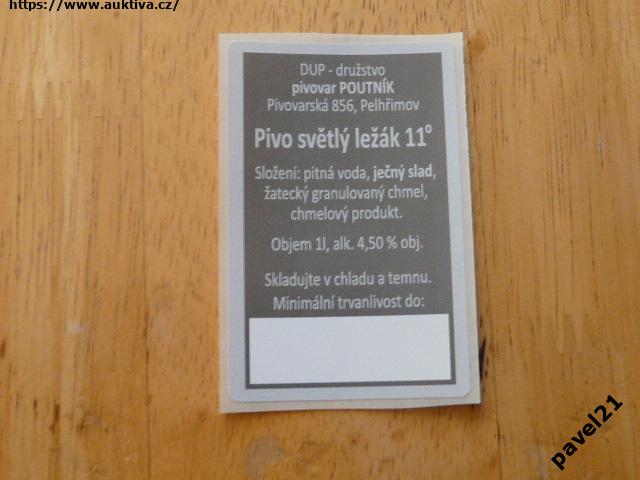 https://www.auktiva.cz/
DUP - družstvo
pivovar POUTNÍK
Pivovarská 856, Pelhřimov
Pivo světlý ležák 11°
Složení: pitná voda, ječný slad,
žatecký granulovaný chmel,
chmelový produkt.
Objem 1l, alk. 4,50 % obj.
Skladujte v chladu a temnu.
Minimální trvanlivost do:
pavel21